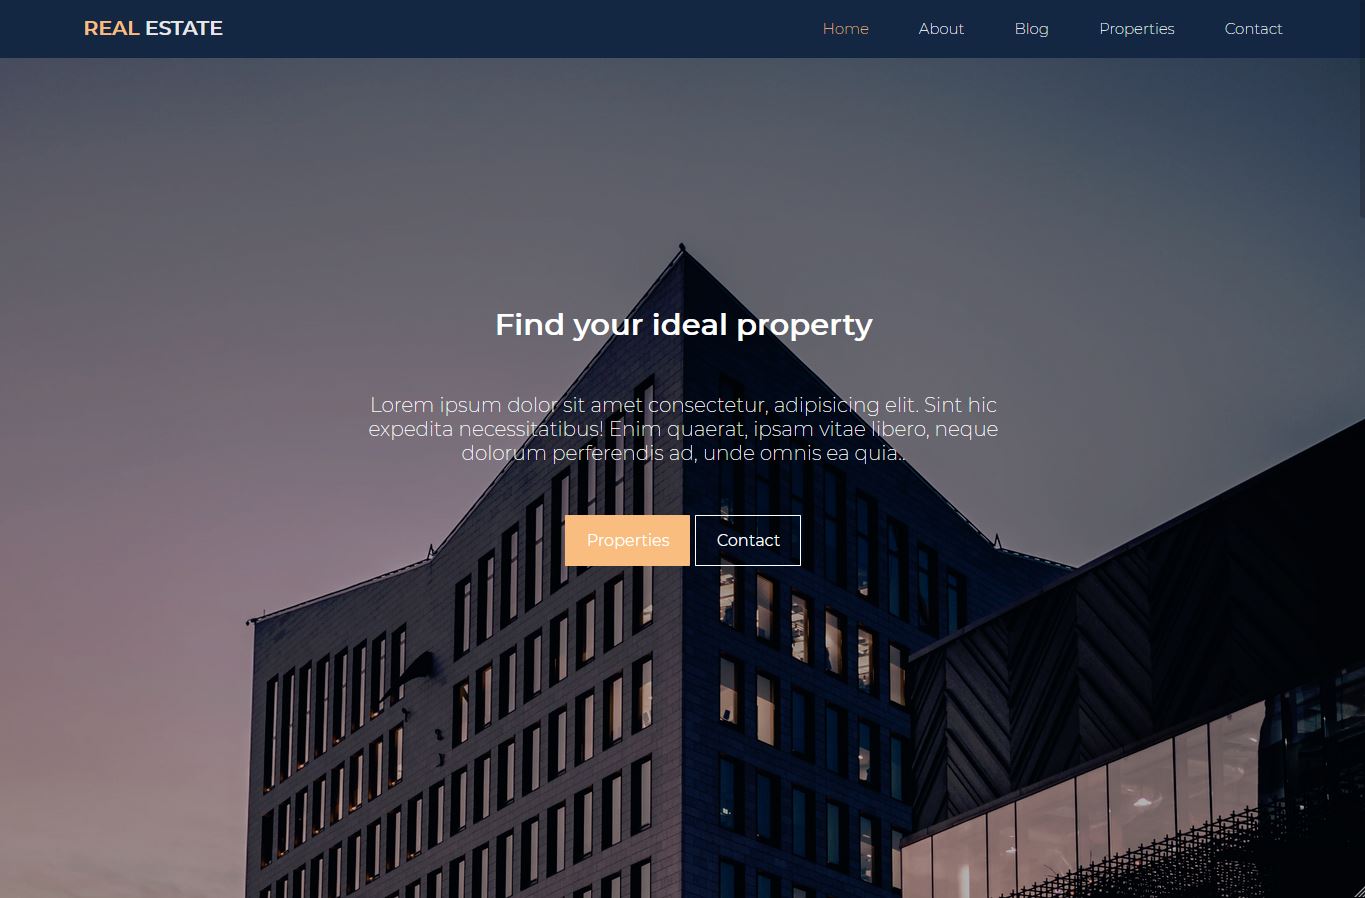 REAL ESTATE
Home About Blog Properties Contact
Find your ideal property
Lorem ipsum dolor sit amet consectetur, adipisicing elit. Sint hic
expedita necessitatibus! Enim quaerat, ipsam vitae libero, neque
dolorum perferendis ad, unde omnis ea quia..
Properties Contact